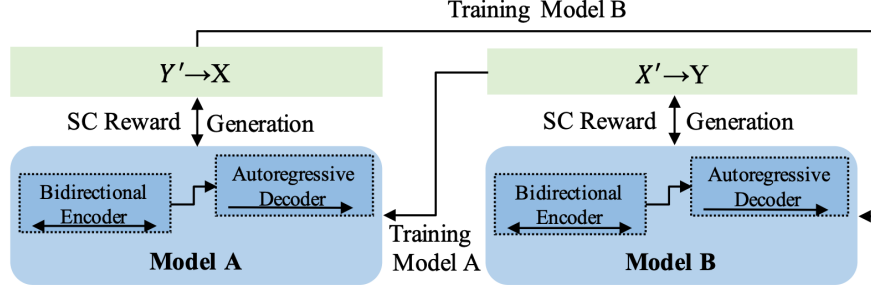 Training Model B
Y′→X
X′→Y
SC Reward
Generation
SC Reward
Generation
Bidirectional
Encoder
Autoregressive
Decoder
Model A
Training
Model A
Bidirectional
Encoder
Autoregressive
Decoder
Model B